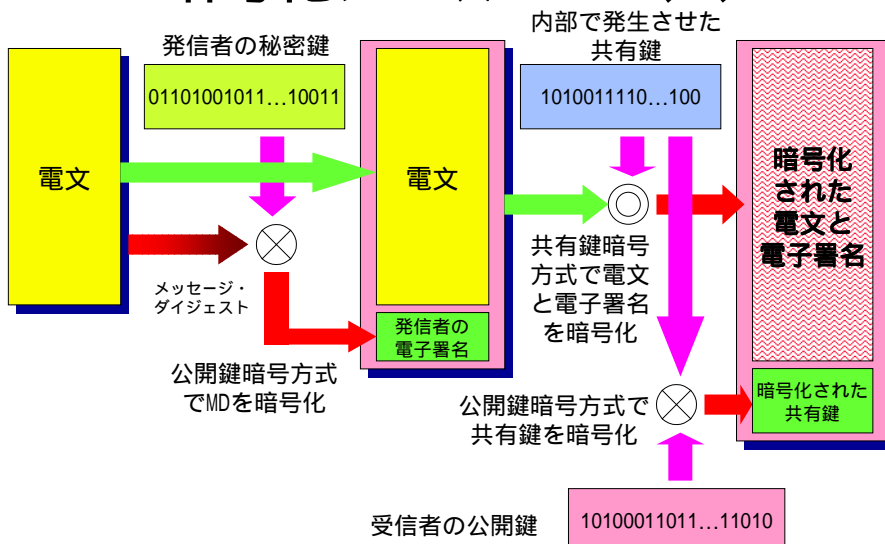 発信者の秘密鍵
01101001011...10011
内部で発生させた
共有鍵
1010011110...100
電文
電文
暗号化
された
電文と
電子署名
メッセージ・
ダイジェスト
共有鍵暗号
方式で電文
と電子署名
を暗号化
発信者の
電子署名
公開鍵暗号方式
でMDを暗号化
公開鍵暗号方式で
共有鍵を暗号化
暗号化された
共有鍵
受信者の公開鍵
10100011011...11010